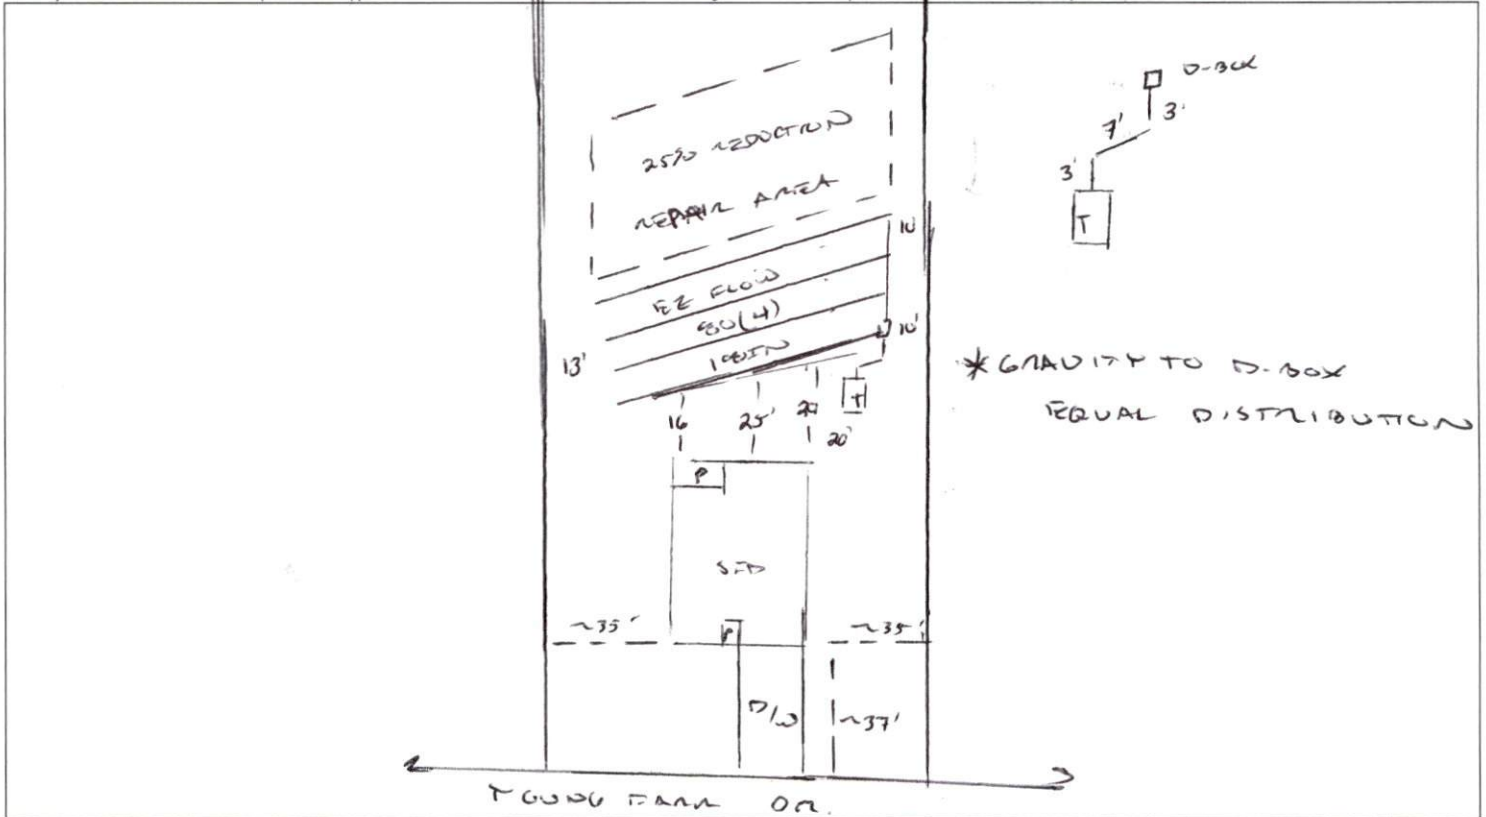 D-BOX
3'
7'
3'
T
25% REDUCTION
REPAIR AREA
10'
EZ FLOW
80(4)
18IN
10'
13'
T
16
25'
20'
* GRAVITY TO D-BOX
EQUAL DISTRIBUTION
P
SFD
P
~35'
~35'
D/W
~37'
YOUNG FARM DR.